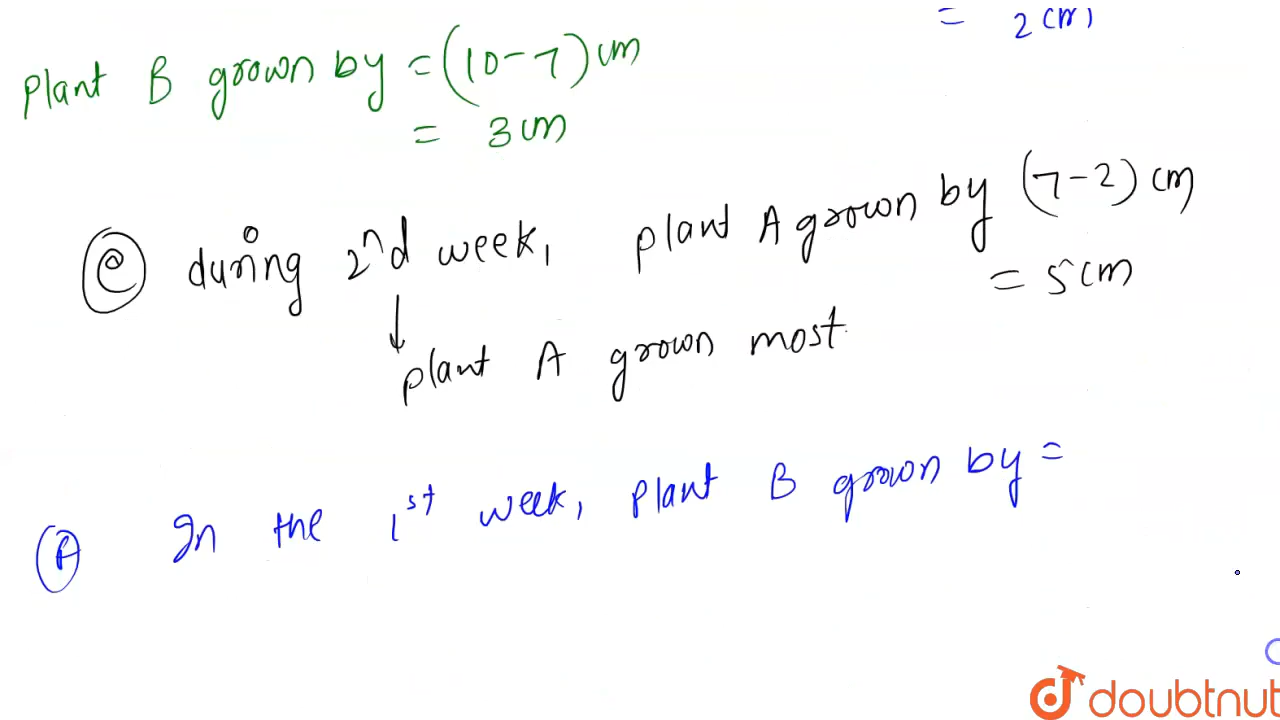 = 2 cm
Plant B grown by = (10-7) cm
= 3 cm
(e) during 2nd week, plant A grown by (7-2) cm
= 5 cm
↓
plant A grown most
(f) In the 1st week, plant B grown by =
doubtnut